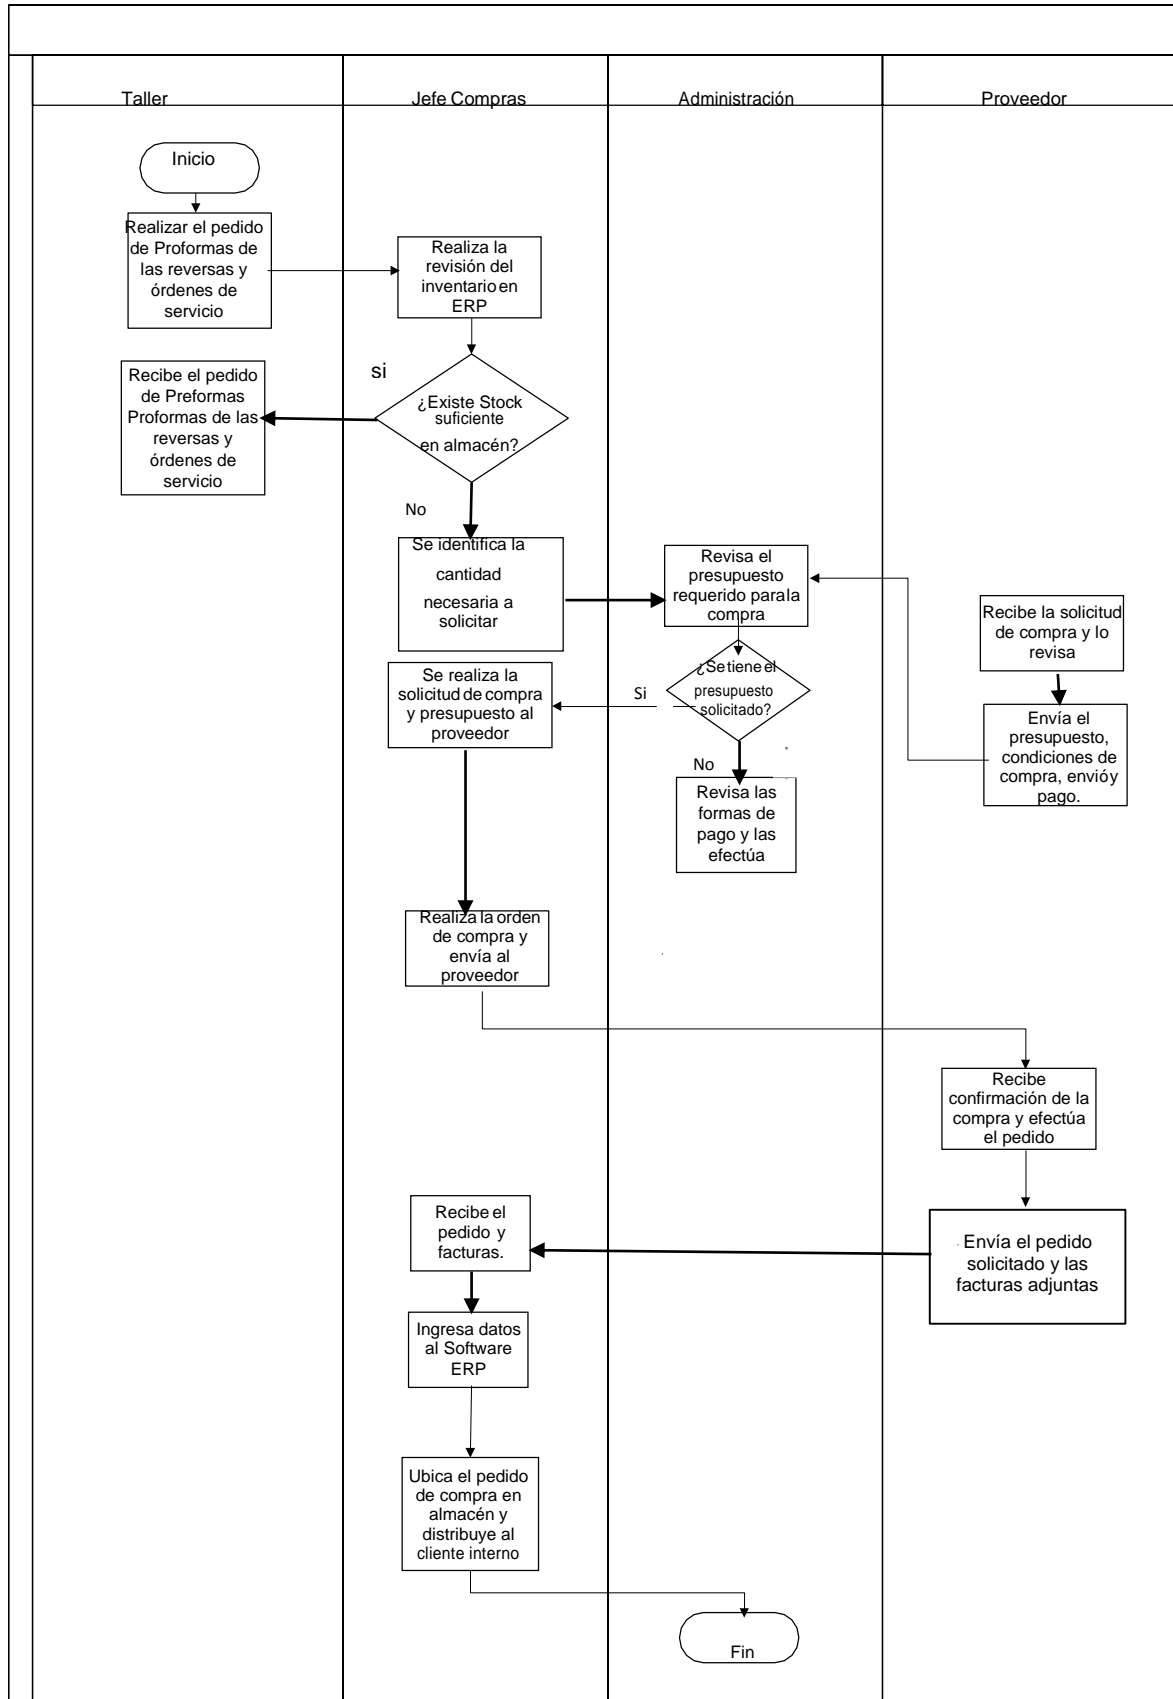 Taller
Jefe Compras
Administración
Proveedor
Inicio
Realizar el pedido
de Proformas de
las reversas y
órdenes de
servicio
Realiza la
revisión del
inventario en
ERP
si
¿Existe Stock
suficiente
en almacén?
Recibe el pedido
de Preformas
Proformas de las
reversas y
órdenes de
servicio
No
Se identifica la
cantidad
necesaria a
solicitar
Revisa el
presupuesto
requerido para la
compra
Recibe la solicitud
de compra y lo
revisa
¿Se tiene el
presupuesto
solicitado?
Si
Se realiza la
solicitud de compra
y presupuesto al
proveedor
Envía el
presupuesto,
condiciones de
compra, envió y
pago.
No
Revisa las
formas de
pago y las
efectúa
Realiza la orden
de compra y
envía al
proveedor
Recibe
confirmación de la
compra y efectúa
el pedido
Recibe el
pedido y
facturas.
Envía el pedido
solicitado y las
facturas adjuntas
Ingresa datos
al Software
ERP
Ubica el pedido
de compra en
almacén y
distribuye al
cliente interno
Fin